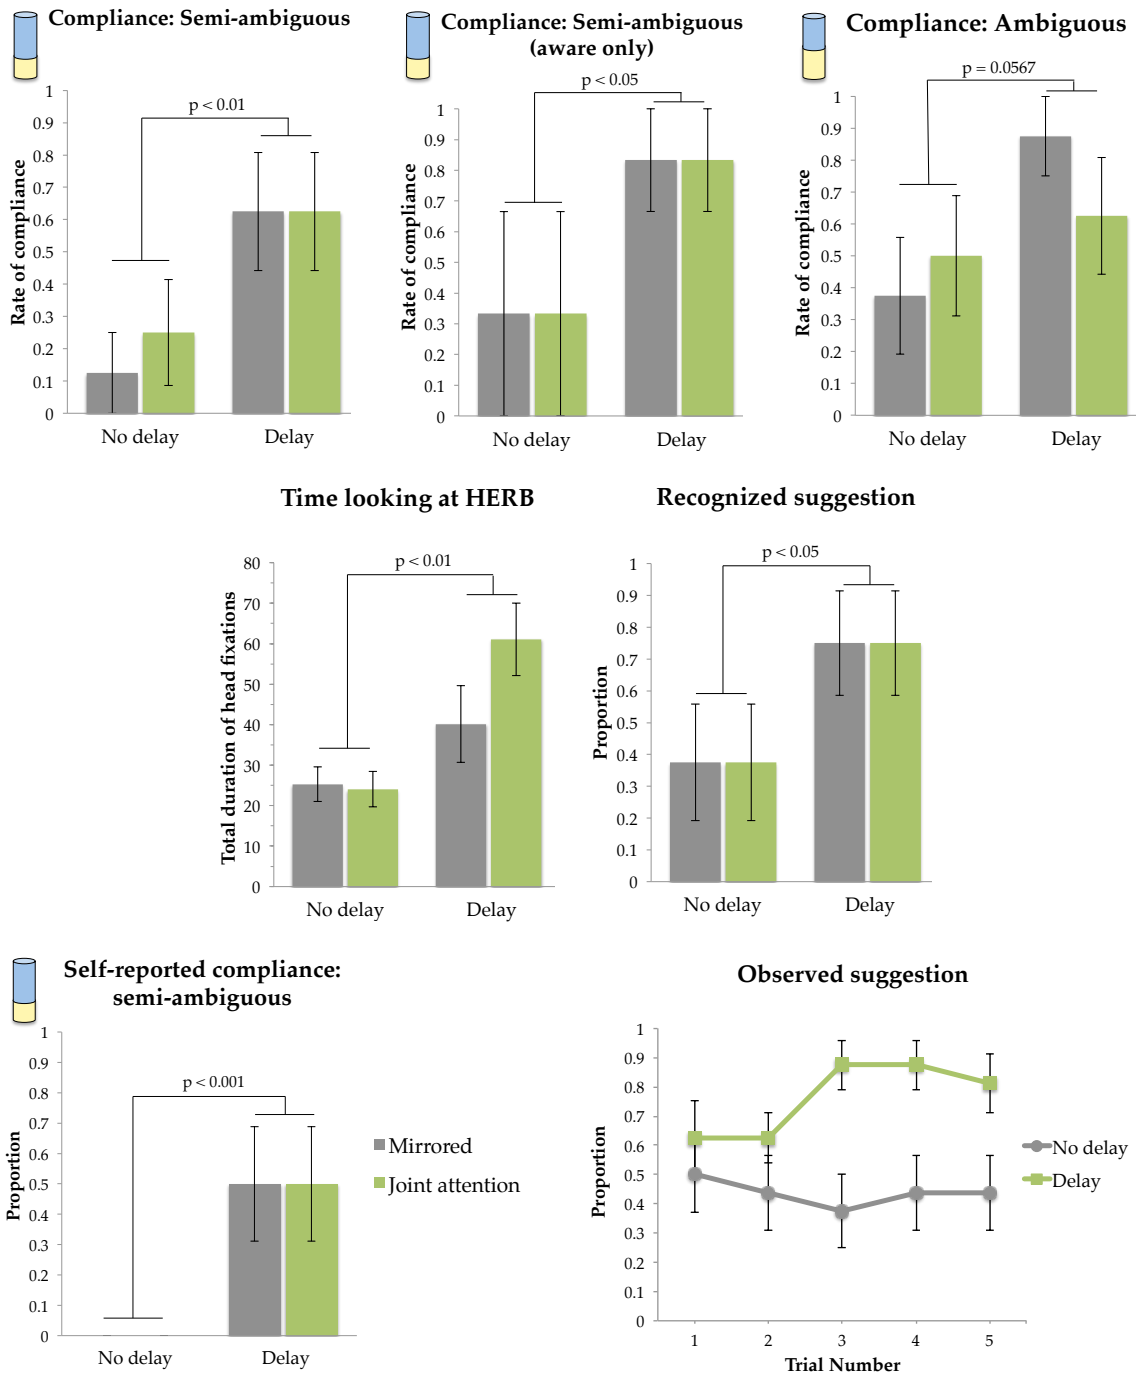 Compliance: Semi-ambiguous
p < 0.01
Rate of compliance
1
0.9
0.8
0.7
0.6
0.5
0.4
0.3
0.2
0.1
0
No delay
Delay
Compliance: Semi-ambiguous
(aware only)
p < 0.05
Rate of compliance
1
0.9
0.8
0.7
0.6
0.5
0.4
0.3
0.2
0.1
0
No delay
Delay
Compliance: Ambiguous
p = 0.0567
Rate of compliance
1
0.9
0.8
0.7
0.6
0.5
0.4
0.3
0.2
0.1
0
No delay
Delay
Time looking at HERB
p < 0.01
Total duration of head fixations
80
70
60
50
40
30
20
10
0
No delay
Delay
Recognized suggestion
p < 0.05
Proportion
1
0.9
0.8
0.7
0.6
0.5
0.4
0.3
0.2
0.1
0
No delay
Delay
Self-reported compliance:
semi-ambiguous
p < 0.001
Proportion
1
0.9
0.8
0.7
0.6
0.5
0.4
0.3
0.2
0.1
0
No delay
Delay
Mirrored
Joint attention
Observed suggestion
Proportion
1
0.9
0.8
0.7
0.6
0.5
0.4
0.3
0.2
0.1
0
1
2
3
4
5
Trial Number
No delay
Delay